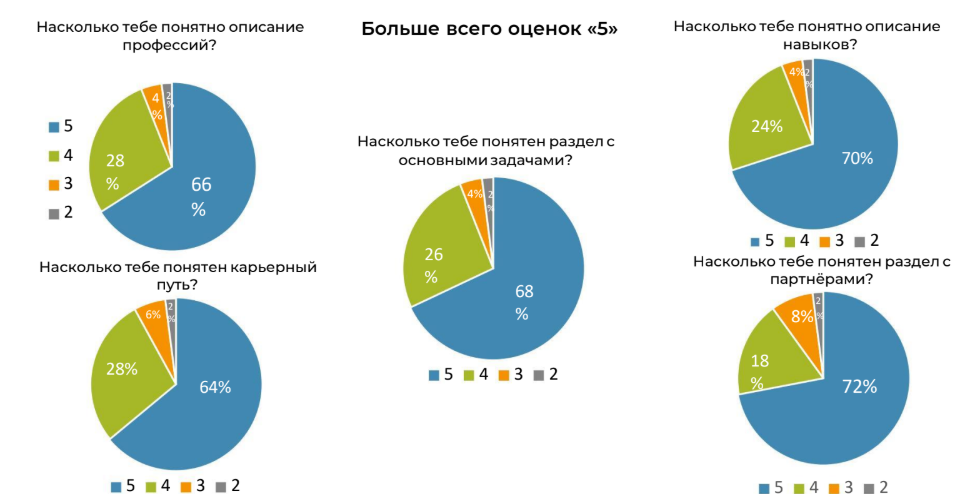 Насколько тебе понятно описание
профессий?
5
4
3
2
66
%
28
%
4
%
2
%
Насколько тебе понятен карьерный
путь?
64%
28%
6%
2
%
5 4 3 2
Больше всего оценок «5»
Насколько тебе понятен раздел с
основными задачами?
68
%
26
%
4%
2
%
5 4 3 2
Насколько тебе понятно описание
навыков?
70%
24%
4%
2
%
5 4 3 2
Насколько тебе понятен раздел с
партнёрами?
72%
18
%
8%
2
%
5 4 3 2